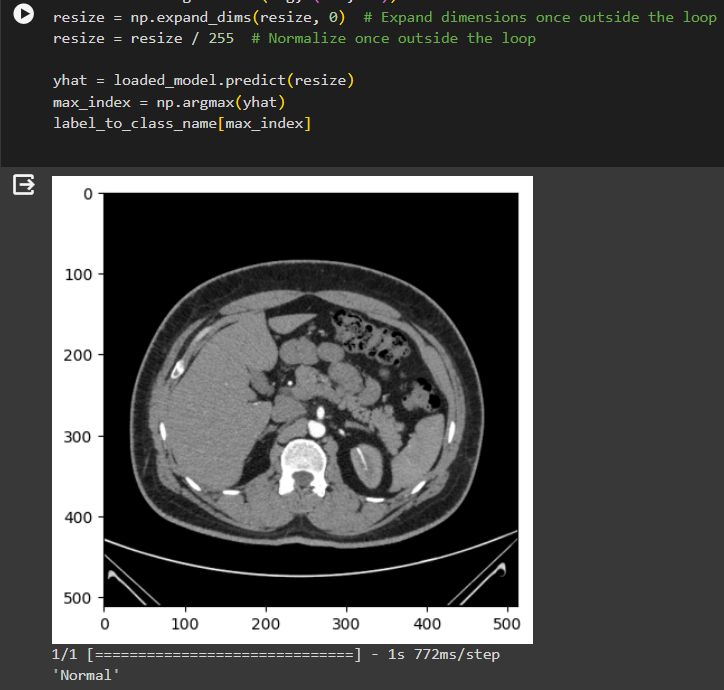 resize = np.expand_dims(resize, 0)  # Expand dimensions once outside the loop
resize = resize / 255  # Normalize once outside the loop
yhat = loaded_model.predict(resize)
max_index = np.argmax(yhat)
label_to_class_name[max_index]
0
100
200
300
400
500
0 100 200 300 400 500
1/1 [==============================] - 1s 772ms/step
'Normal'